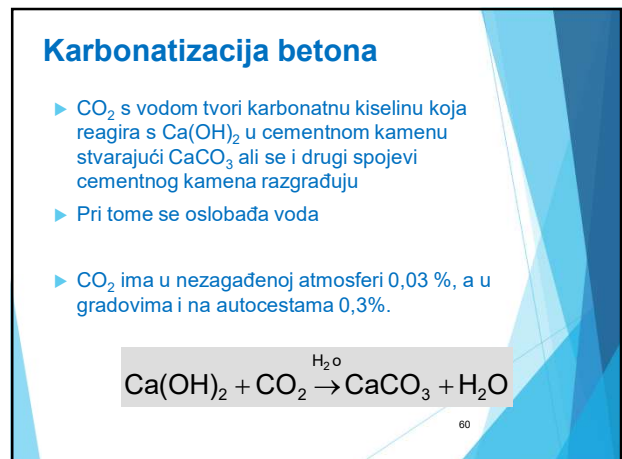 Karbonatizacija betona
CO₂ s vodom tvori karbonatnu kiselinu koja
reagira s Ca(OH)₂ u cementnom kamenu
stvarajući CaCO₃ ali se i drugi spojevi
cementnog kamena razgrađuju
Pri tome se oslobađa voda
CO₂ ima u nezagađenoj atmosferi 0,03 %, a u
gradovima i na autocestama 0,3%.
H₂o
Ca(OH)₂ + CO₂ → CaCO₃ + H₂O
60